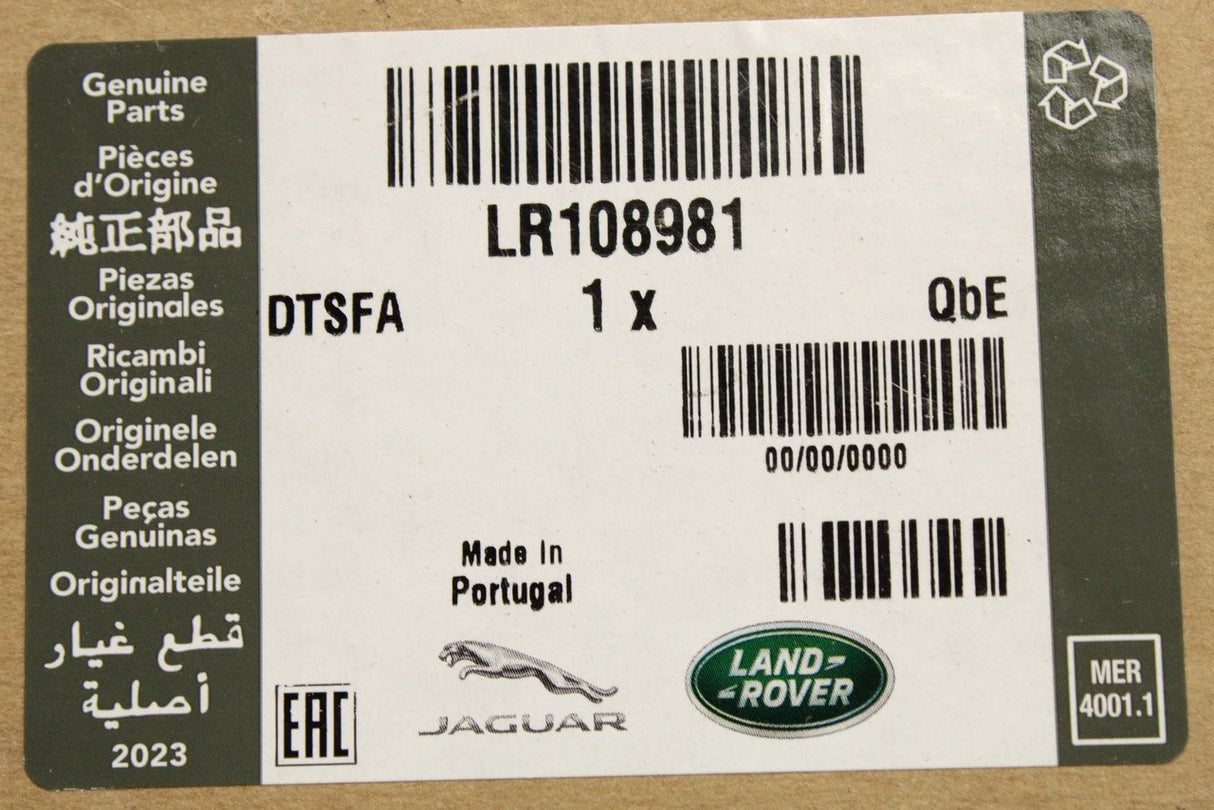 Genuine
Parts
Pièces
d'Origine
純正部品
Piezas
Originales
Ricambi
Originali
Originele
Onderdelen
Peças
Genuinas
Originalteile
قطع غيار
أصلية
2023
LR108981
DTSFA 1 x QbE
00/00/0000
Made in
Portugal
EAC
JAGUAR
LAND-
-ROVER
MER
4001.1